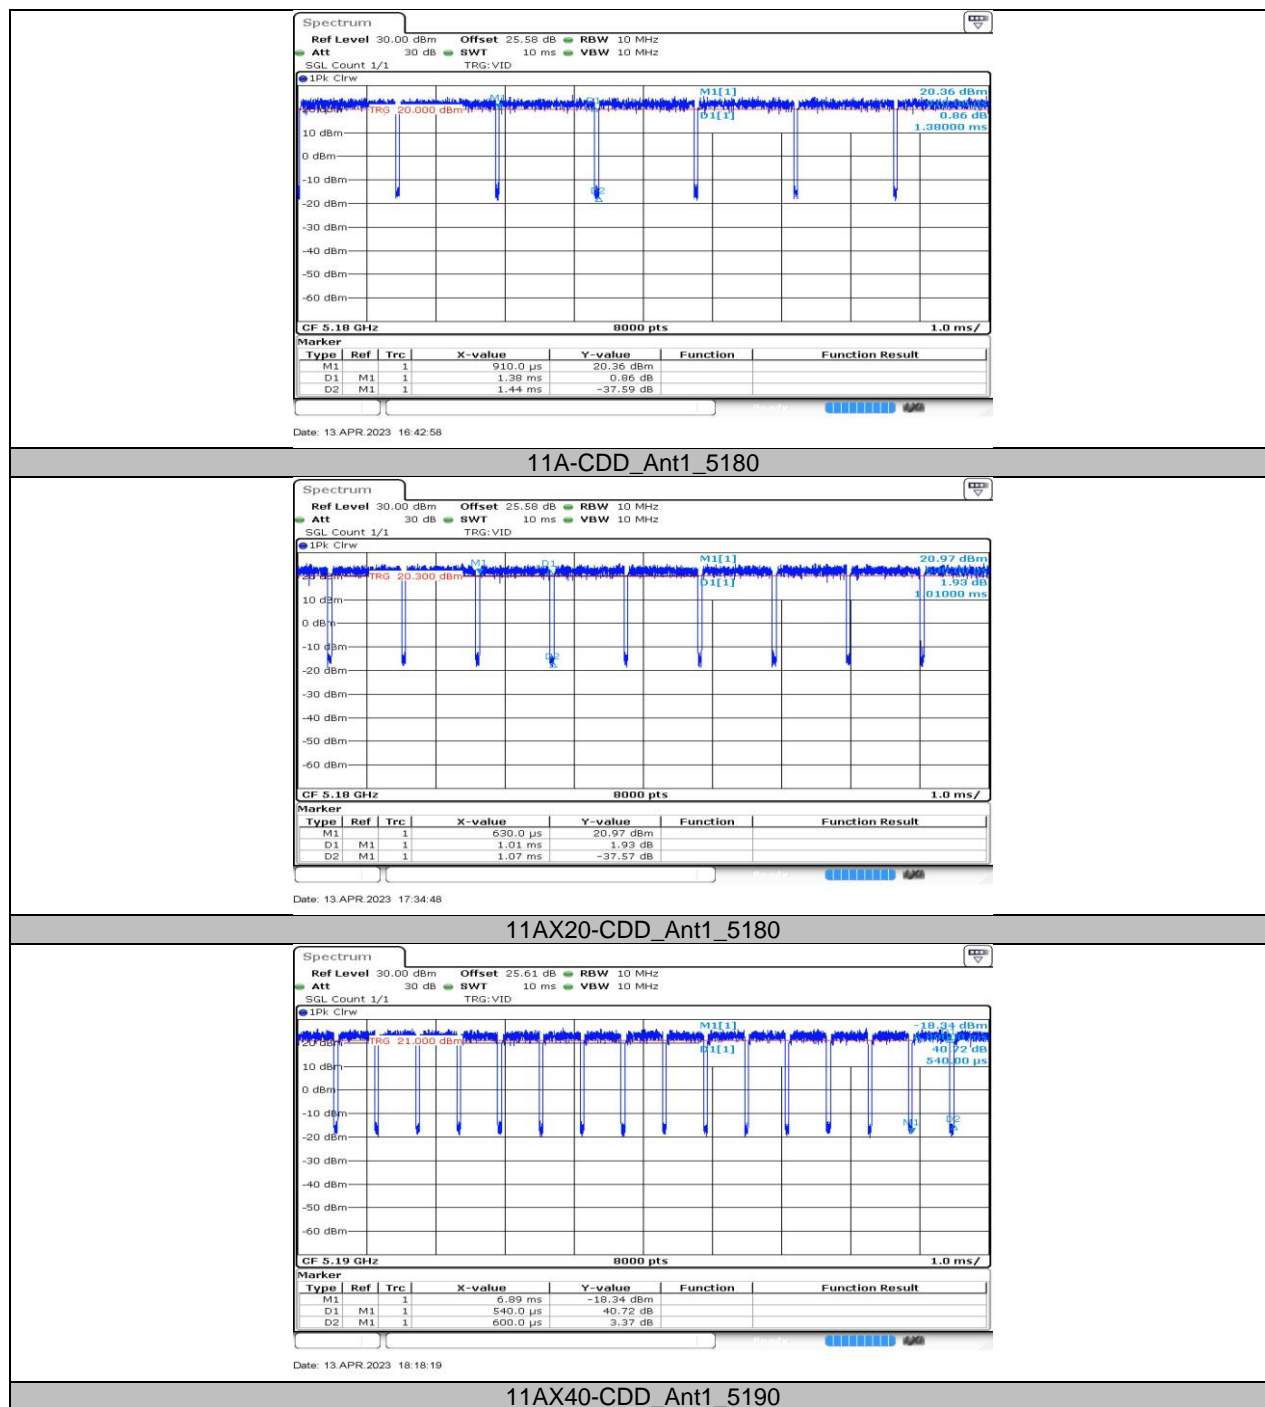 Spectrum
Ref Level 30.00 dBm Offset 25.58 dB RBW 10 MHz
Att 30 dB SWT 10 ms VBW 10 MHz
SGL Count 1/1 TRG:VID
1Pk Clrw
M1[1] 20.36 dBm
TRG 20.000 dBm
D1[1] 0.86 dB
1.38000 ms
M1
D1
10 dBm
0 dBm
-10 dBm
D2
-20 dBm
-30 dBm
-40 dBm
-50 dBm
-60 dBm
CF 5.18 GHz 8000 pts 1.0 ms/
Marker
Type Ref Trc X-value Y-value Function Function Result
M1 1 910.0 µs 20.36 dBm
D1 M1 1 1.38 ms 0.86 dB
D2 M1 1 1.44 ms -37.59 dB
Date: 13.APR.2023 16:42:58
11A-CDD_Ant1_5180
Spectrum
Ref Level 30.00 dBm Offset 25.58 dB RBW 10 MHz
Att 30 dB SWT 10 ms VBW 10 MHz
SGL Count 1/1 TRG:VID
1Pk Clrw
M1[1] 20.97 dBm
M1
D1
20 dBm TRG 20.300 dBm
D1[1] 1.93 dB
1.01000 ms
10 dBm
0 dBm
-10 dBm
D2
-20 dBm
-30 dBm
-40 dBm
-50 dBm
-60 dBm
CF 5.18 GHz 8000 pts 1.0 ms/
Marker
Type Ref Trc X-value Y-value Function Function Result
M1 1 630.0 µs 20.97 dBm
D1 M1 1 1.01 ms 1.93 dB
D2 M1 1 1.07 ms -37.57 dB
Date: 13.APR.2023 17:34:48
11AX20-CDD_Ant1_5180
Spectrum
Ref Level 30.00 dBm Offset 25.61 dB RBW 10 MHz
Att 30 dB SWT 10 ms VBW 10 MHz
SGL Count 1/1 TRG:VID
1Pk Clrw
M1[1] -18.34 dBm
20 dBm TRG 21.000 dBm
D1[1] 40.72 dB
540.00 µs
10 dBm
0 dBm
-10 dBm
M1
D2
-20 dBm
-30 dBm
-40 dBm
-50 dBm
-60 dBm
CF 5.19 GHz 8000 pts 1.0 ms/
Marker
Type Ref Trc X-value Y-value Function Function Result
M1 1 6.89 ms -18.34 dBm
D1 M1 1 540.0 µs 40.72 dB
D2 M1 1 600.0 µs 3.37 dB
Date: 13.APR.2023 18:18:19
11AX40-CDD_Ant1_5190